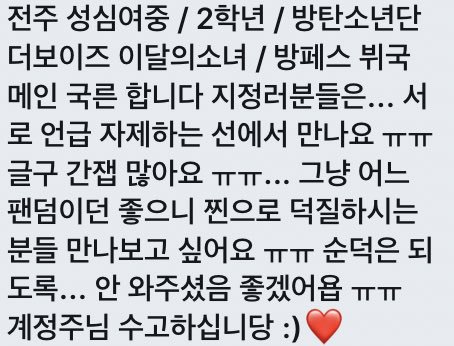 전주 성심여중 / 2학년 / 방탄소년단
더보이즈 이달의소녀 / 방페스 뷔국
메인 국른 합니다 지정러분들은... 서
로 언급 자제하는 선에서 만나요 ㅠㅠ
글구 간잽 많아요 ㅠㅠ... 그냥 어느
팬덤이던 좋으니 찐으로 덕질하시는
분들 만나보고 싶어요 ㅠㅠ 순덕은 되
도록... 안 와주셨음 좋겠어욥 ㅠㅠ
계정주님 수고하십니당 :)❤️